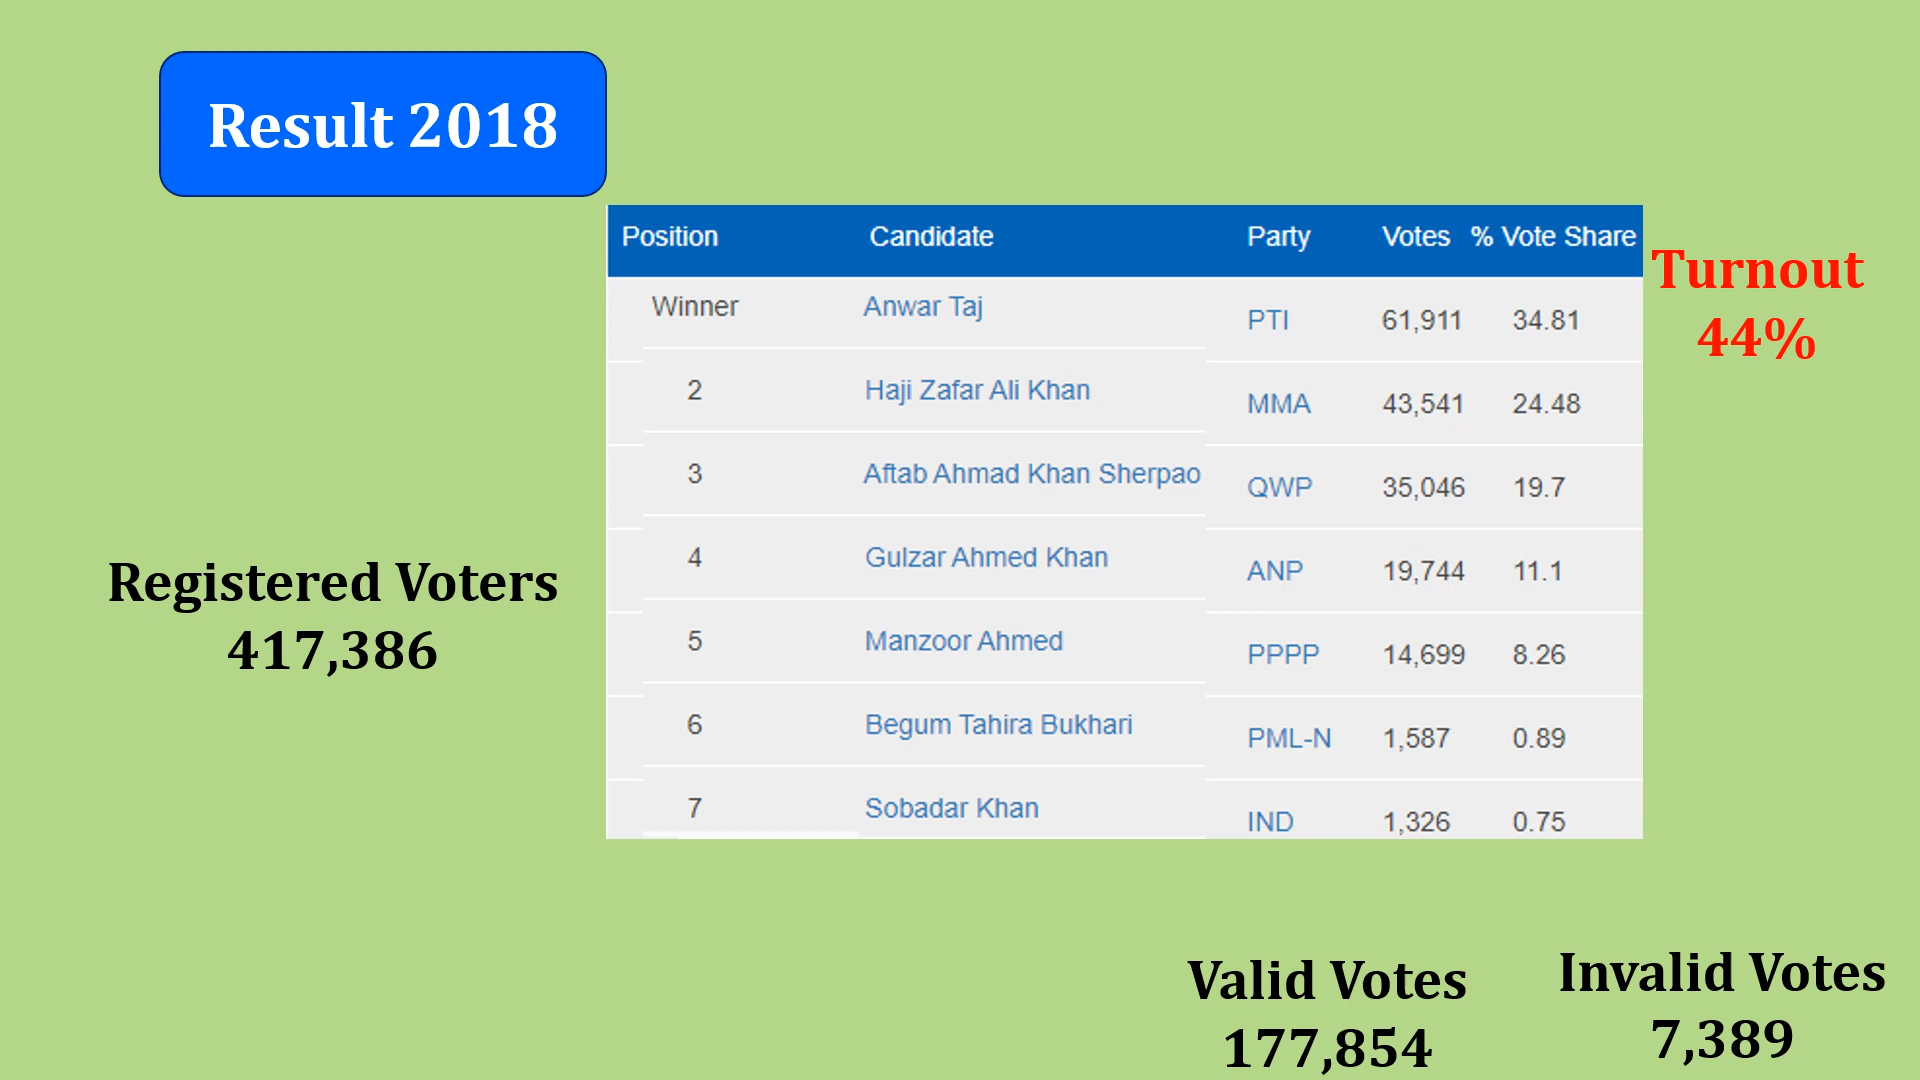 Result 2018
Position Candidate Party Votes % Vote Share
Winner Anwar Taj PTI 61,911 34.81
2 Haji Zafar Ali Khan MMA 43,541 24.48
3 Aftab Ahmad Khan Sherpao QWP 35,046 19.7
4 Gulzar Ahmed Khan ANP 19,744 11.1
5 Manzoor Ahmed PPPP 14,699 8.26
6 Begum Tahira Bukhari PML-N 1,587 0.89
7 Sobadar Khan IND 1,326 0.75
Turnout
44%
Registered Voters
417,386
Valid Votes
177,854
Invalid Votes
7,389